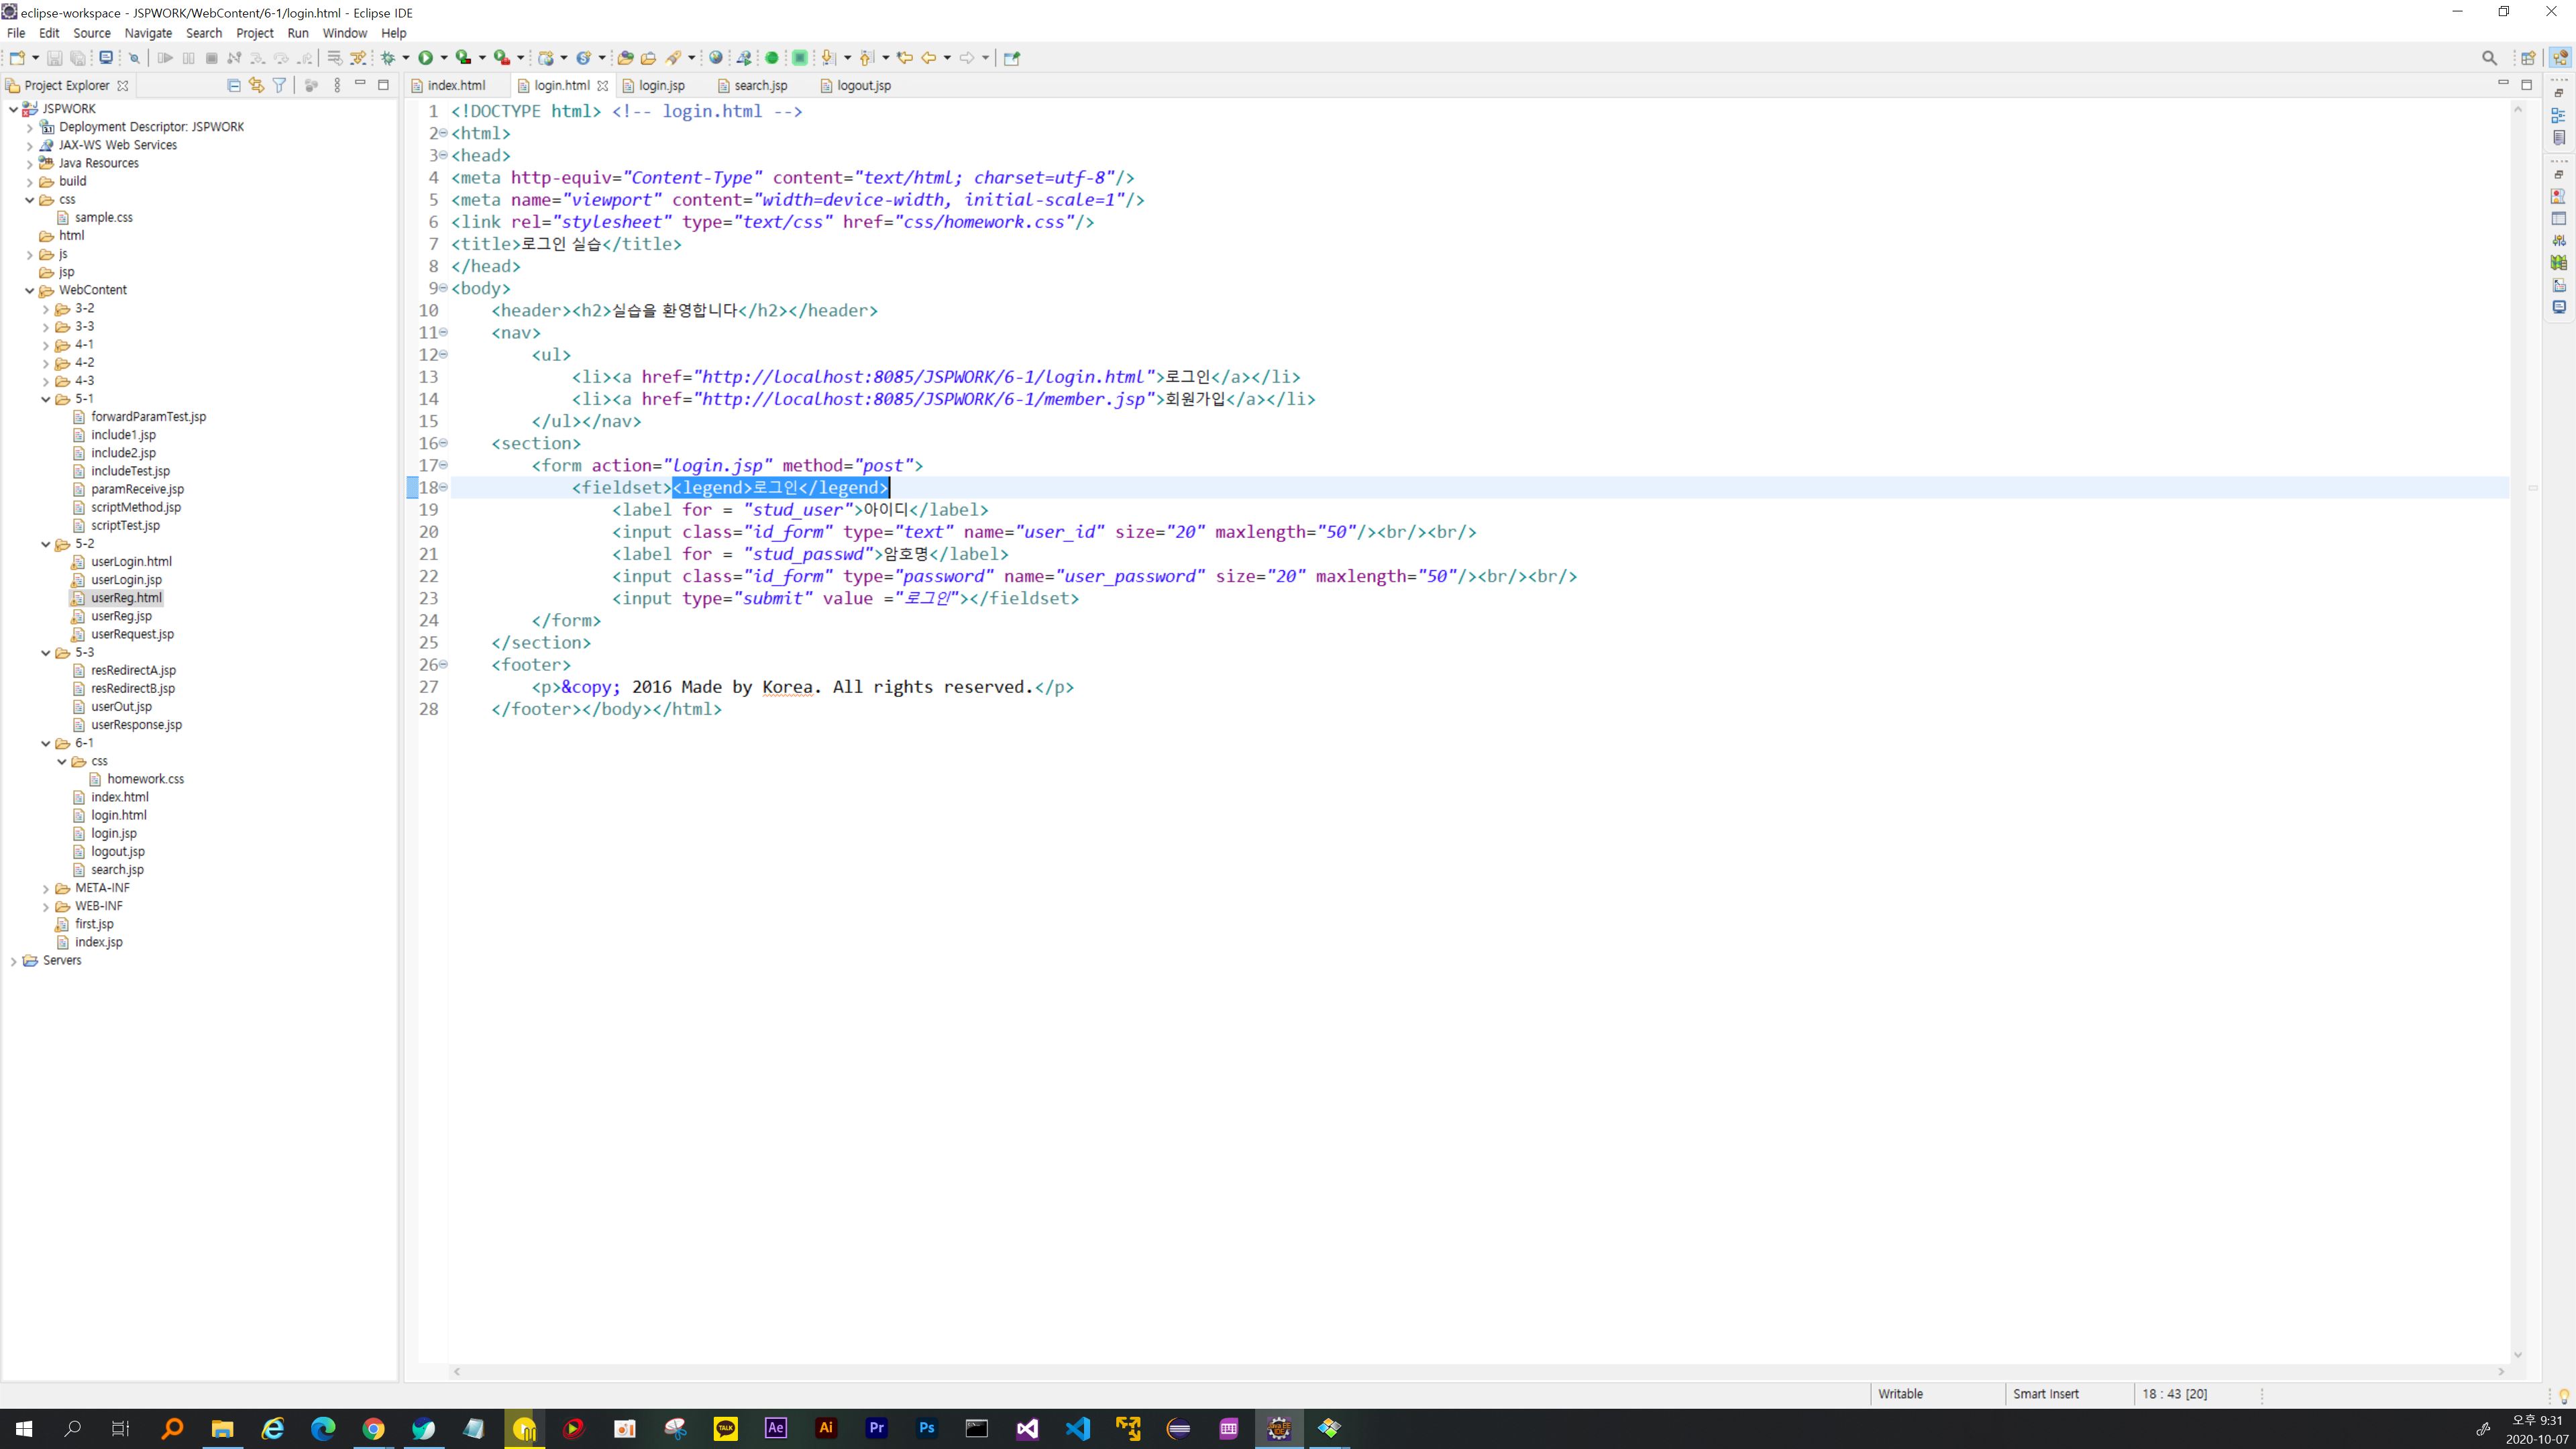 eclipse-workspace - JSPWORK/WebContent/6-1/login.html - Eclipse IDE
File Edit Source Navigate Search Project Run Window Help
Project Explorer
index.html login.html login.jsp search.jsp logout.jsp
JSPWORK
Deployment Descriptor: JSPWORK
JAX-WS Web Services
Java Resources
build
css
sample.css
html
js
jsp
WebContent
3-2
3-3
4-1
4-2
4-3
5-1
forwardParamTest.jsp
include1.jsp
include2.jsp
includeTest.jsp
paramReceive.jsp
scriptMethod.jsp
scriptTest.jsp
5-2
userLogin.html
userLogin.jsp
userReg.html
userReg.jsp
userRequest.jsp
5-3
resRedirectA.jsp
resRedirectB.jsp
userOut.jsp
userResponse.jsp
6-1
css
homework.css
index.html
login.html
login.jsp
logout.jsp
search.jsp
META-INF
WEB-INF
first.jsp
index.jsp
Servers
1 <!DOCTYPE html> <!-- login.html -->
2 <html>
3 <head>
4 <meta http-equiv="Content-Type" content="text/html; charset=utf-8"/>
5 <meta name="viewport" content="width=device-width, initial-scale=1"/>
6 <link rel="stylesheet" type="text/css" href="css/homework.css"/>
7 <title>로그인 실습</title>
8 </head>
9 <body>
10 <header><h2>실습을 환영합니다</h2></header>
11 <nav>
12 <ul>
13 <li><a href="http://localhost:8085/JSPWORK/6-1/login.html">로그인</a></li>
14 <li><a href="http://localhost:8085/JSPWORK/6-1/member.jsp">회원가입</a></li>
15 </ul></nav>
16 <section>
17 <form action="login.jsp" method="post">
18 <fieldset><legend>로그인</legend>
19 <label for = "stud_user">아이디</label>
20 <input class="id_form" type="text" name="user_id" size="20" maxlength="50"/><br/><br/>
21 <label for = "stud_passwd">암호명</label>
22 <input class="id_form" type="password" name="user_password" size="20" maxlength="50"/><br/><br/>
23 <input type="submit" value ="로그인"></fieldset>
24 </form>
25 </section>
26 <footer>
27 <p>&copy; 2016 Made by Korea. All rights reserved.</p>
28 </footer></body></html>
Writable Smart Insert 18 : 43 [20]
TALK Ae Ai Pr Ps
오후 9:31
2020-10-07